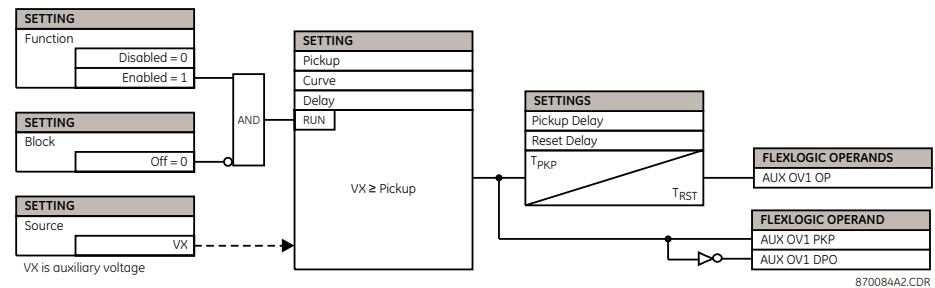 SETTING
Function
Disabled = 0
Enabled = 1
SETTING
Block
Off = 0
SETTING
Source
VX
VX is auxiliary voltage
AND
SETTING
Pickup
Curve
Delay
RUN
VX ≥ Pickup
SETTINGS
Pickup Delay
Reset Delay
TPKP
TRST
FLEXLOGIC OPERANDS
AUX OV1 OP
FLEXLOGIC OPERAND
AUX OV1 PKP
AUX OV1 DPO
870084A2.CDR